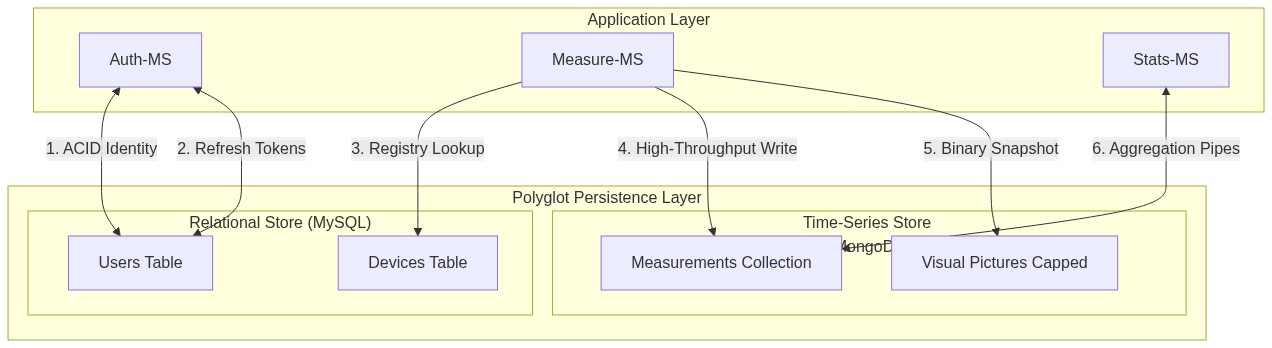 Application Layer
Auth-MS
Measure-MS
Stats-MS
1. ACID Identity
2. Refresh Tokens
3. Registry Lookup
4. High-Throughput Write
5. Binary Snapshot
6. Aggregation Pipes
Polyglot Persistence Layer
Relational Store (MySQL)
Time-Series Store
Users Table
Devices Table
Measurements Collection
Visual Pictures Capped